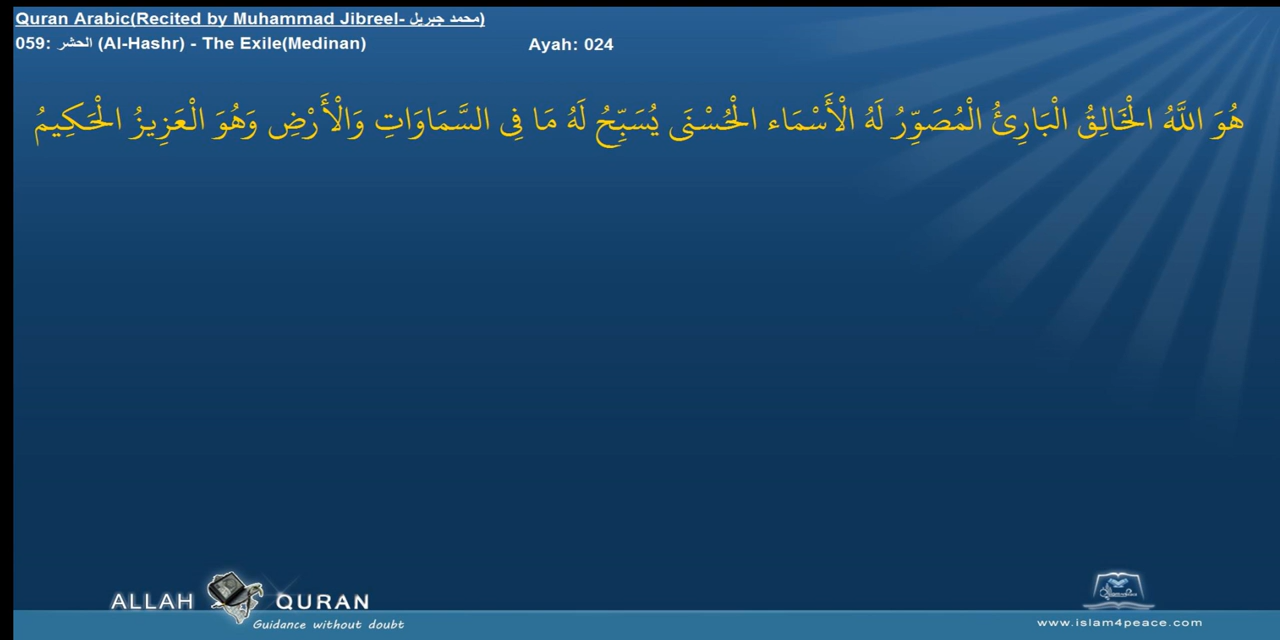 Quran Arabic(Recited by Muhammad Jibreel- محمد جبريل)
059: الحشر (Al-Hashr) - The Exile(Medinan) Ayah: 024
هُوَ اللَّهُ الْخَالِقُ الْبَارِئُ الْمُصَوِّرُ لَهُ الْأَسْمَاء الْحُسْنَى يُسَبِّحُ لَهُ مَا فِي السَّمَاوَاتِ وَالْأَرْضِ وَهُوَ الْعَزِيزُ الْحَكِيمُ
ALLAH QURAN
Guidance without doubt
www.islam4peace.com